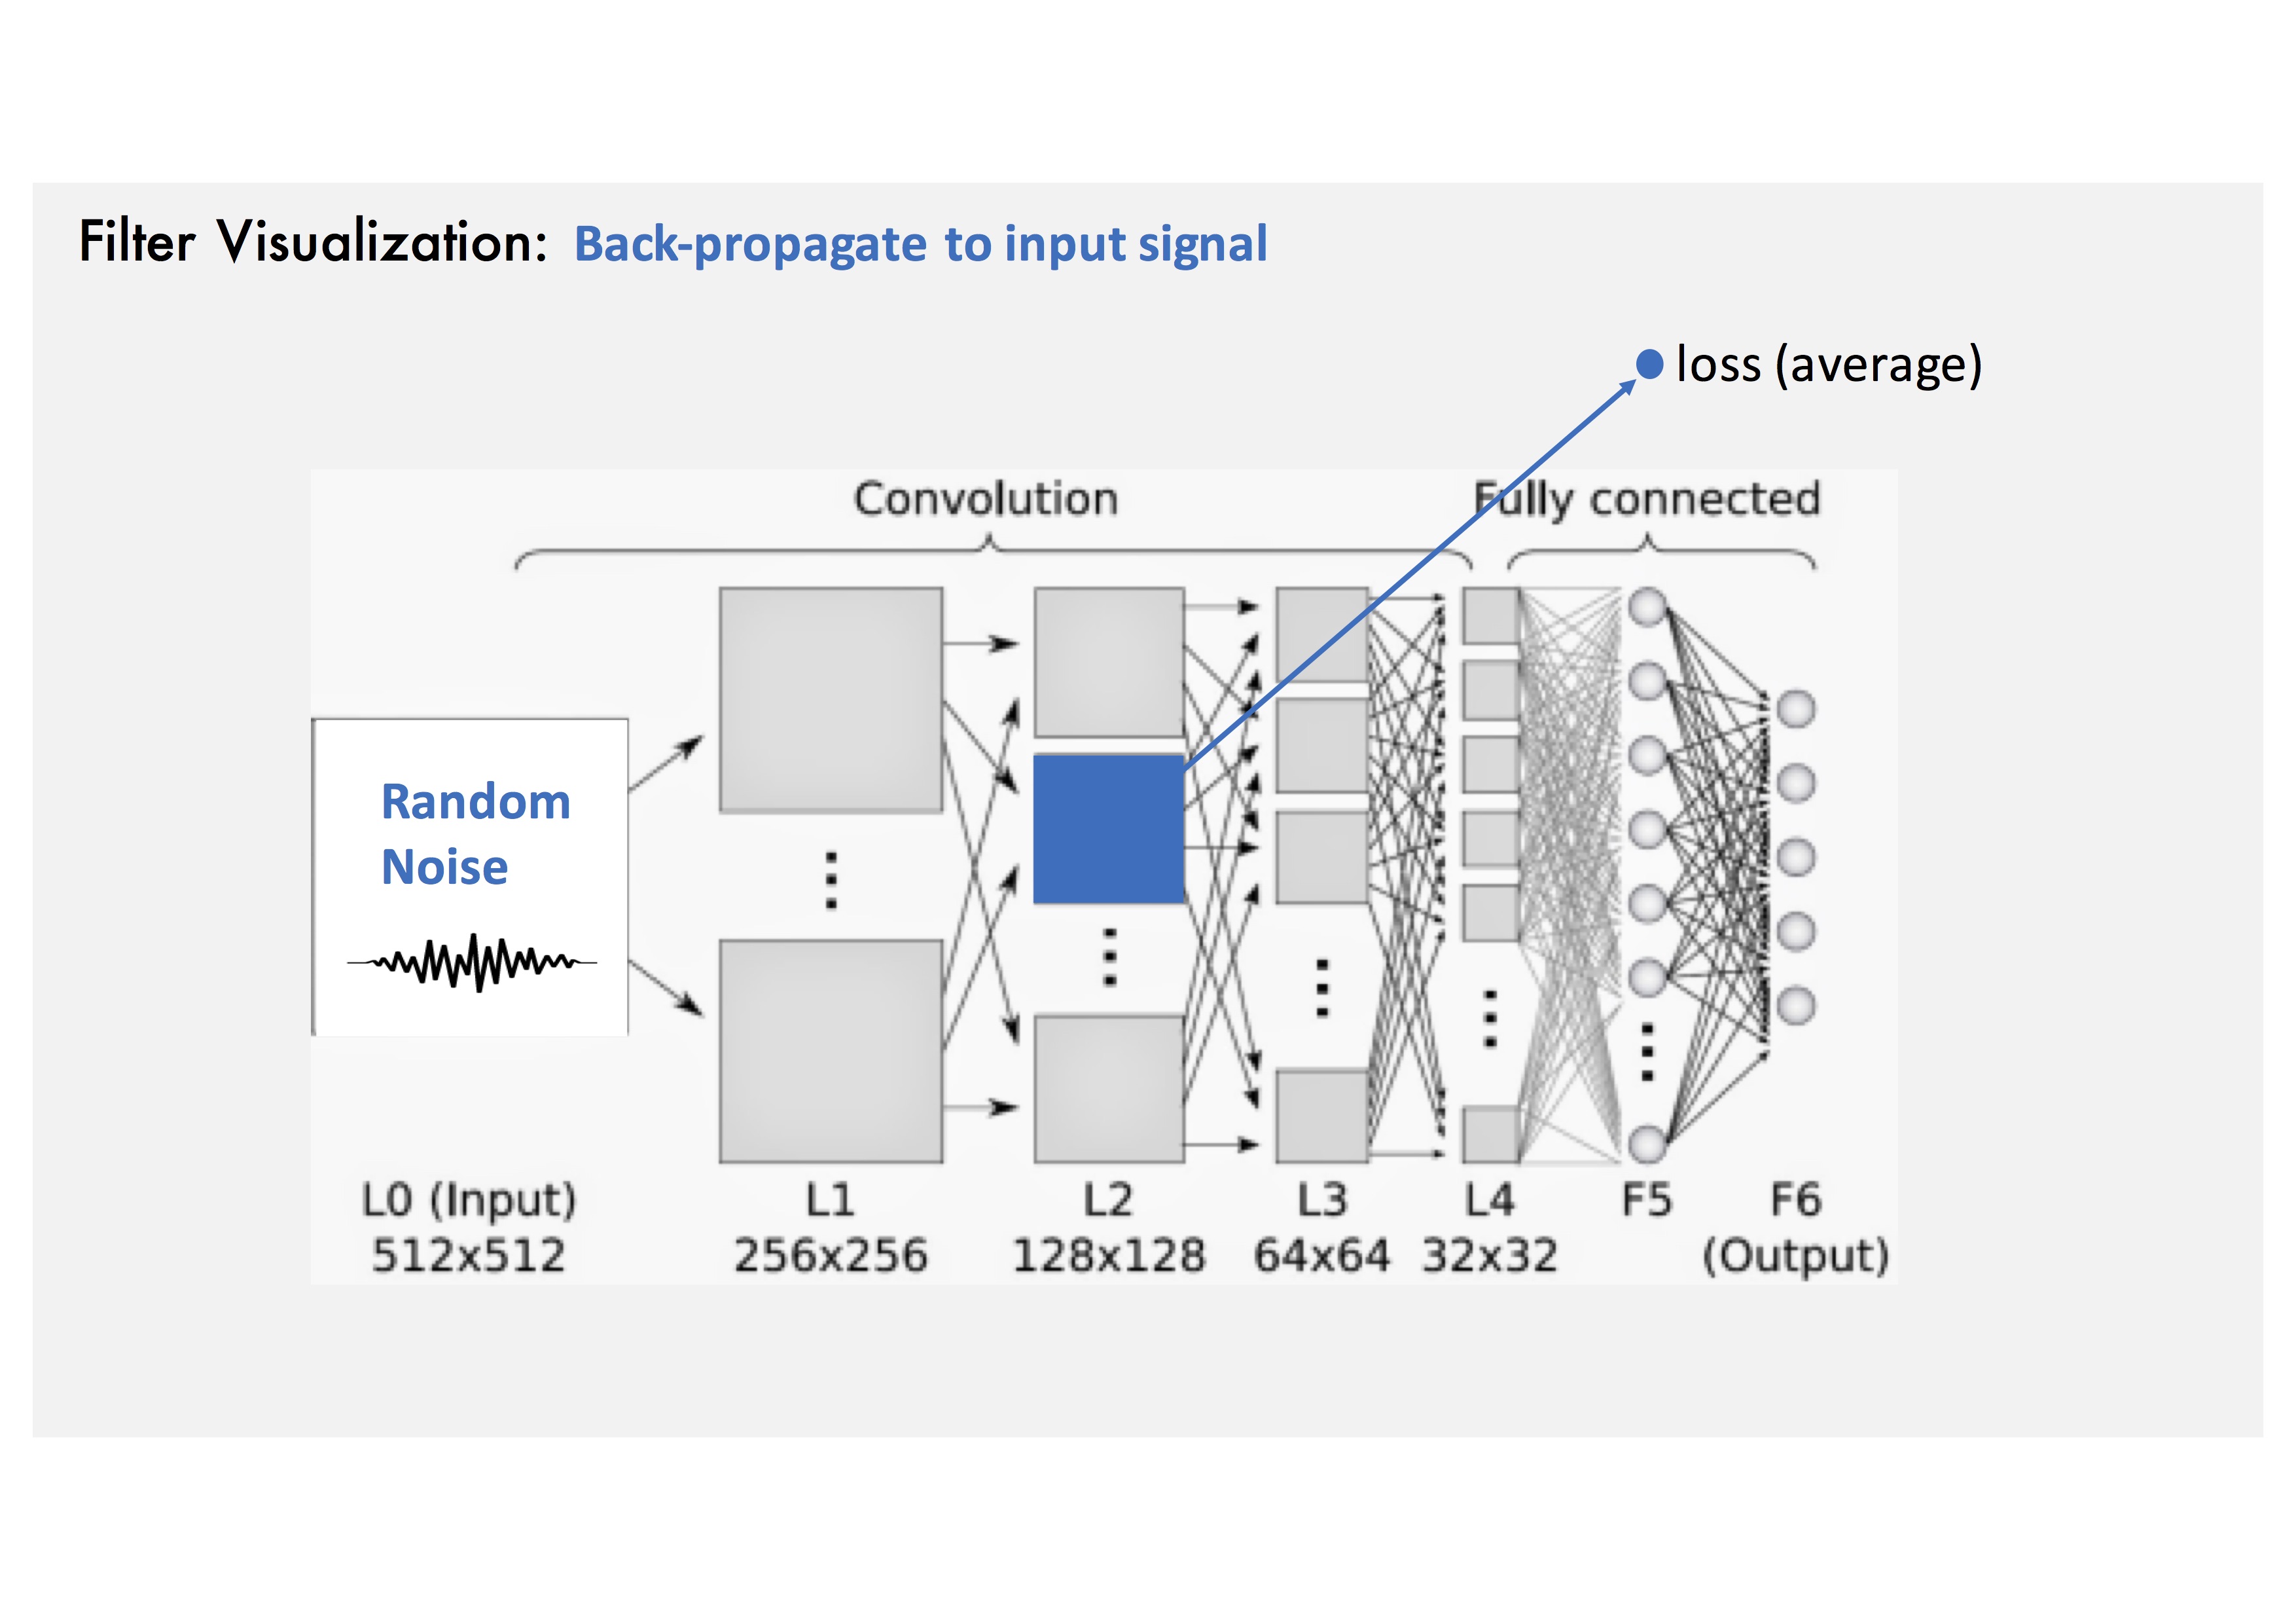 Filter Visualization: Back-propagate to input signal
loss (average)
Convolution
Fully connected
Random
Noise
L0 (Input)
512x512
L1
256x256
L2
128x128
L3
64x64
L4
32x32
F5
F6
(Output)